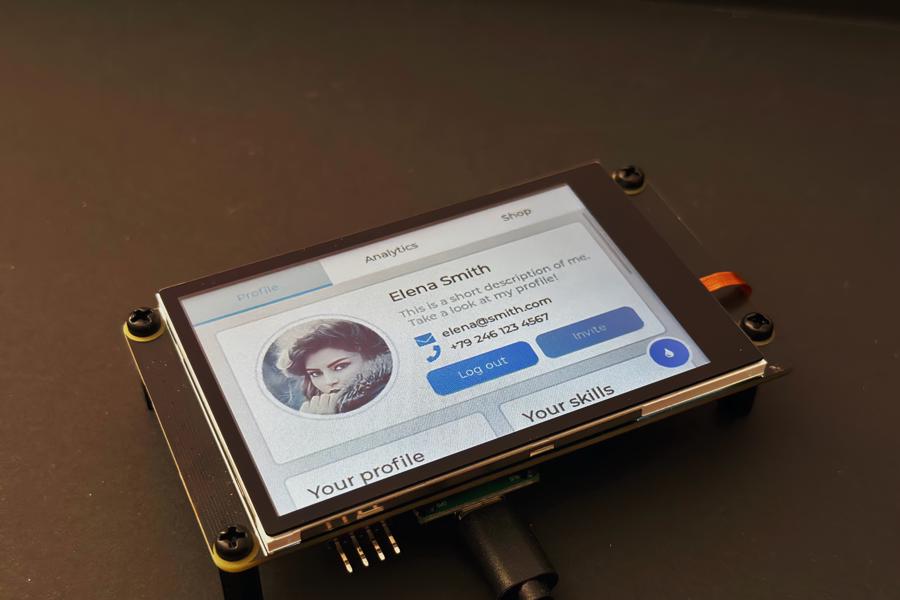 Profile
Analytics
Shop
Elena Smith
This is a short description of me.
Take a look at my profile!
elena@smith.com
+79 246 123 4567
Log out
Invite
Your profile
Your skills